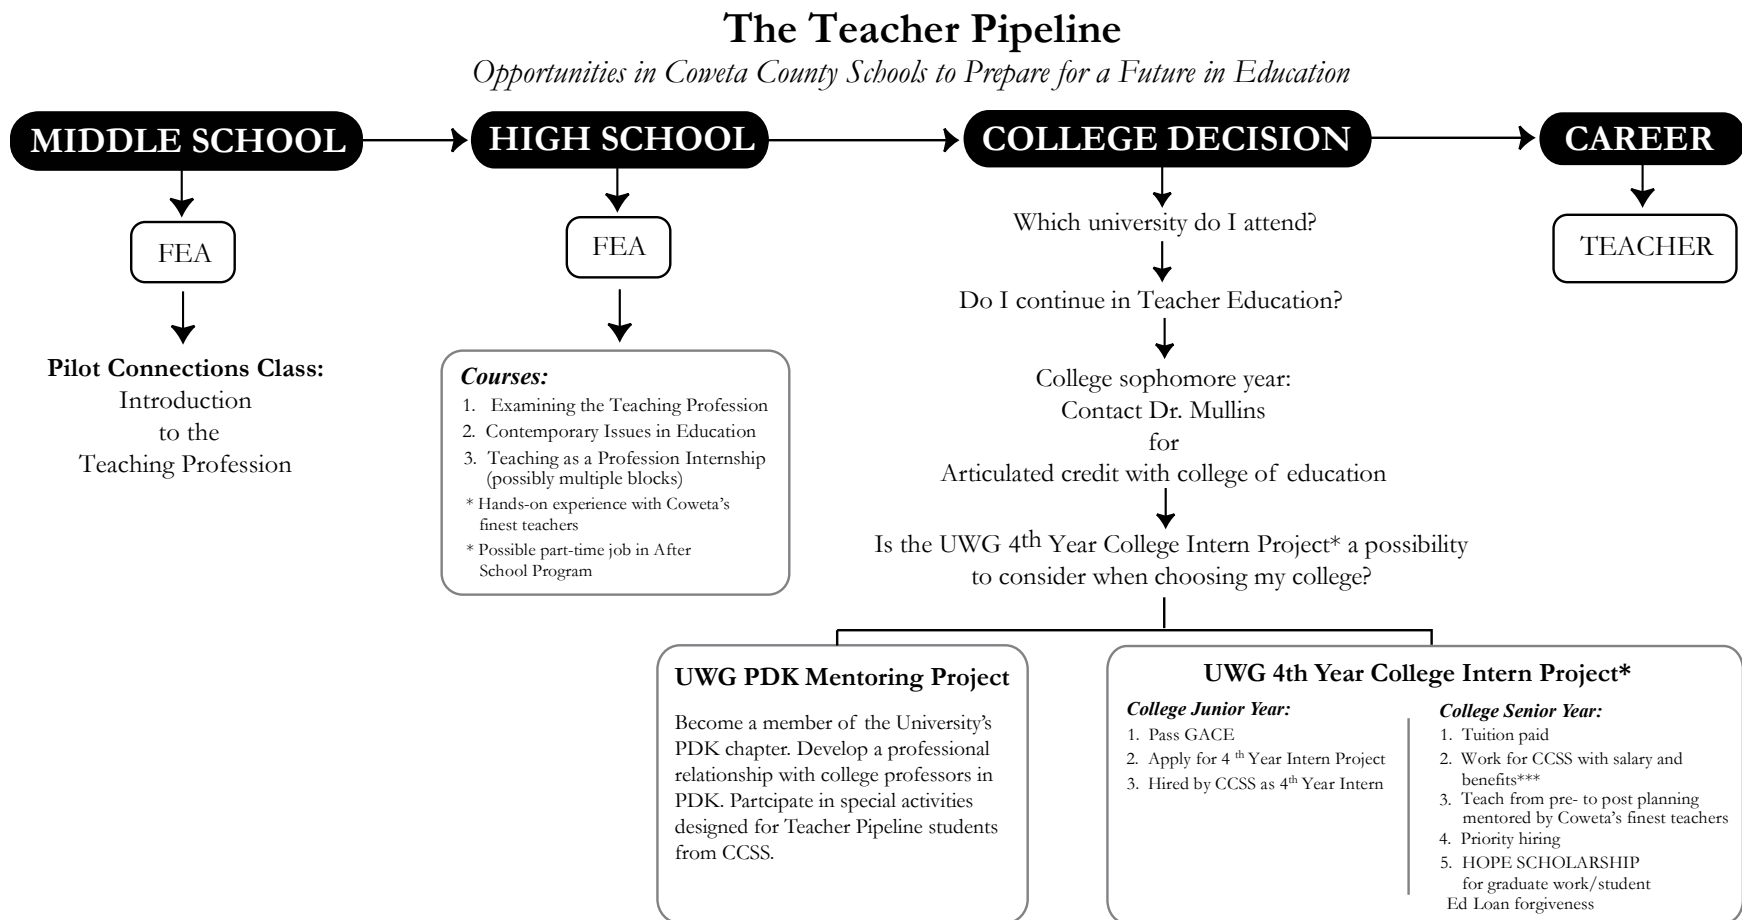 The Teacher Pipeline
Opportunities in Coweta County Schools to Prepare for a Future in Education
MIDDLE SCHOOL
HIGH SCHOOL
COLLEGE DECISION
CAREER
FEA
Pilot Connections Class:
Introduction
to the
Teaching Profession
FEA
Courses:
1. Examining the Teaching Profession
2. Contemporary Issues in Education
3. Teaching as a Profession Internship
(possibly multiple blocks)
* Hands-on experience with Coweta's
finest teachers
* Possible part-time job in After
School Program
Which university do I attend?
Do I continue in Teacher Education?
College sophomore year:
Contact Dr. Mullins
for
Articulated credit with college of education
Is the UWG 4th Year College Intern Project* a possibility
to consider when choosing my college?
TEACHER
UWG PDK Mentoring Project
Become a member of the University's
PDK chapter. Develop a professional
relationship with college professors in
PDK. Partcipate in special activities
designed for Teacher Pipeline students
from CCSS.
UWG 4th Year College Intern Project*
College Junior Year:
1. Pass GACE
2. Apply for 4 th Year Intern Project
3. Hired by CCSS as 4th Year Intern
College Senior Year:
1. Tuition paid
2. Work for CCSS with salary and
benefits***
3. Teach from pre- to post planning
mentored by Coweta's finest teachers
4. Priority hiring
5. HOPE SCHOLARSHIP
for graduate work/student
Ed Loan forgiveness